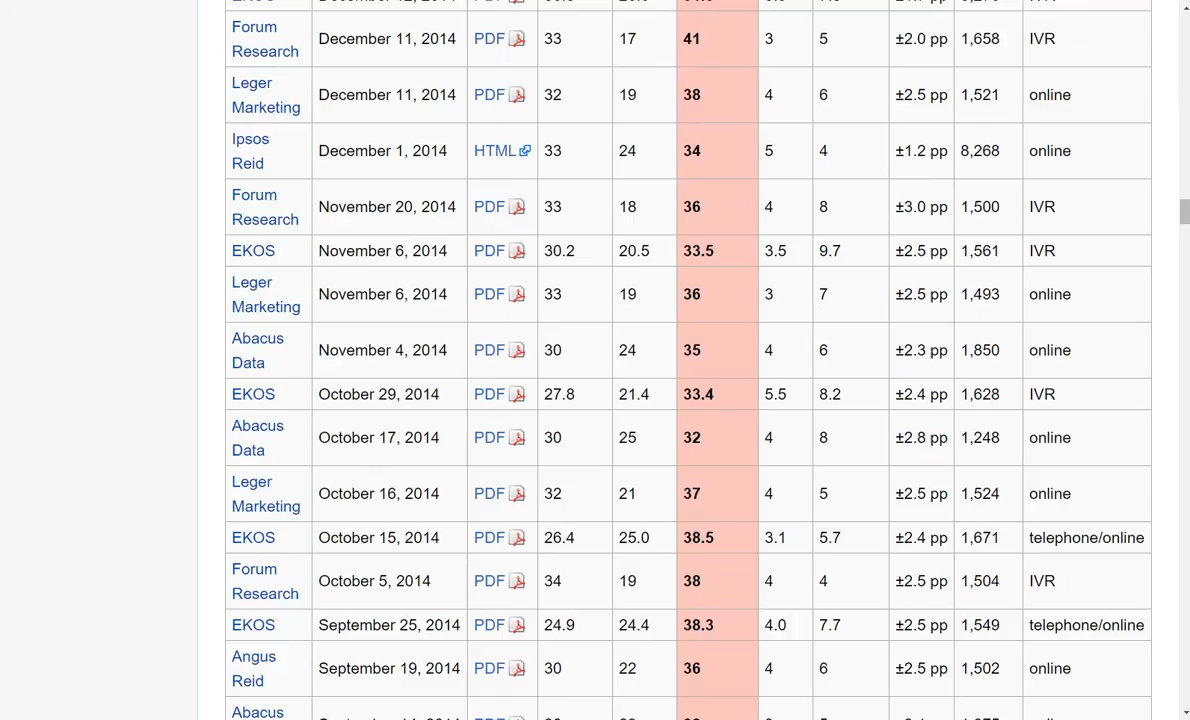 Forum Research December 11, 2014 PDF 33 17 41 3 5 ±2.0 pp 1,658 IVR
Leger Marketing December 11, 2014 PDF 32 19 38 4 6 ±2.5 pp 1,521 online
Ipsos Reid December 1, 2014 HTML 33 24 34 5 4 ±1.2 pp 8,268 online
Forum Research November 20, 2014 PDF 33 18 36 4 8 ±3.0 pp 1,500 IVR
EKOS November 6, 2014 PDF 30.2 20.5 33.5 3.5 9.7 ±2.5 pp 1,561 IVR
Leger Marketing November 6, 2014 PDF 33 19 36 3 7 ±2.5 pp 1,493 online
Abacus Data November 4, 2014 PDF 30 24 35 4 6 ±2.3 pp 1,850 online
EKOS October 29, 2014 PDF 27.8 21.4 33.4 5.5 8.2 ±2.4 pp 1,628 IVR
Abacus Data October 17, 2014 PDF 30 25 32 4 8 ±2.8 pp 1,248 online
Leger Marketing October 16, 2014 PDF 32 21 37 4 5 ±2.5 pp 1,524 online
EKOS October 15, 2014 PDF 26.4 25.0 38.5 3.1 5.7 ±2.4 pp 1,671 telephone/online
Forum Research October 5, 2014 PDF 34 19 38 4 4 ±2.5 pp 1,504 IVR
EKOS September 25, 2014 PDF 24.9 24.4 38.3 4.0 7.7 ±2.5 pp 1,549 telephone/online
Angus Reid September 19, 2014 PDF 30 22 36 4 6 ±2.5 pp 1,502 online
Abacus